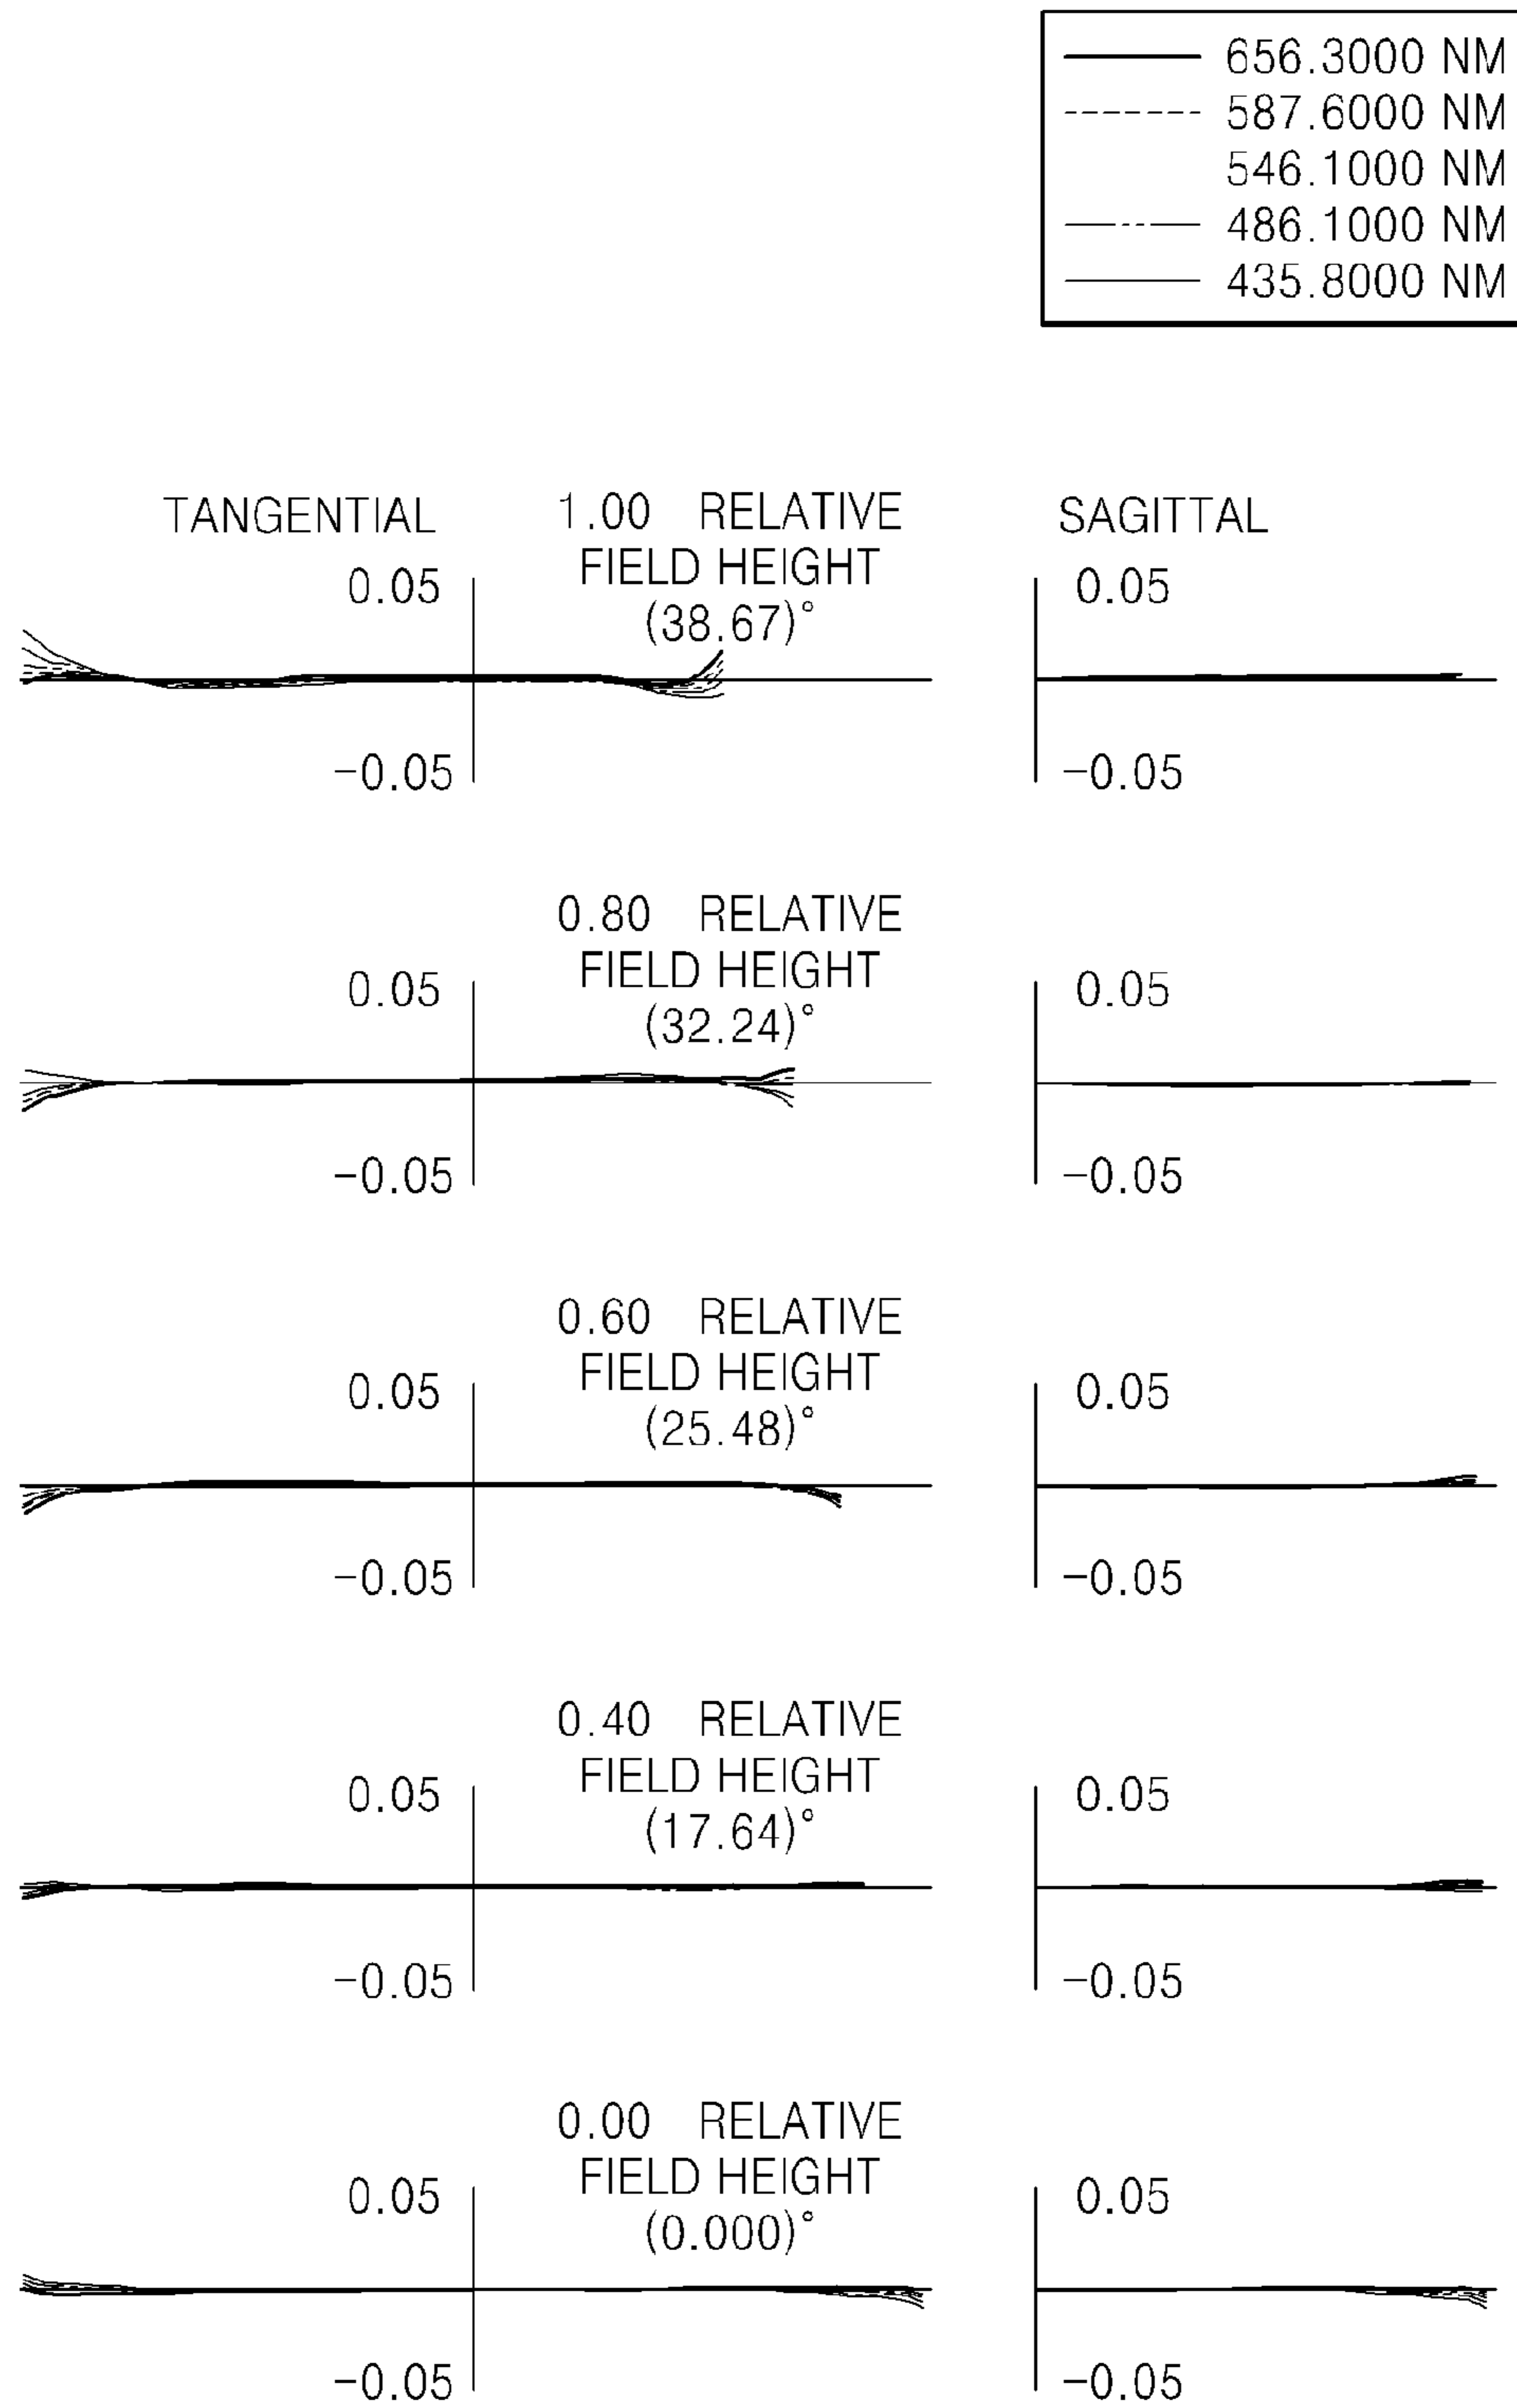 656.3000 NM
587.6000 NM
546.1000 NM
486.1000 NM
435.8000 NM
TANGENTIAL
1.00 RELATIVE
FIELD HEIGHT
(38.67)°
SAGITTAL
0.05
0.05
-0.05
-0.05
0.80 RELATIVE
FIELD HEIGHT
(32.24)°
0.05
0.05
-0.05
-0.05
0.60 RELATIVE
FIELD HEIGHT
(25.48)°
0.05
0.05
-0.05
-0.05
0.40 RELATIVE
FIELD HEIGHT
(17.64)°
0.05
0.05
-0.05
-0.05
0.00 RELATIVE
FIELD HEIGHT
(0.000)°
0.05
0.05
-0.05
-0.05